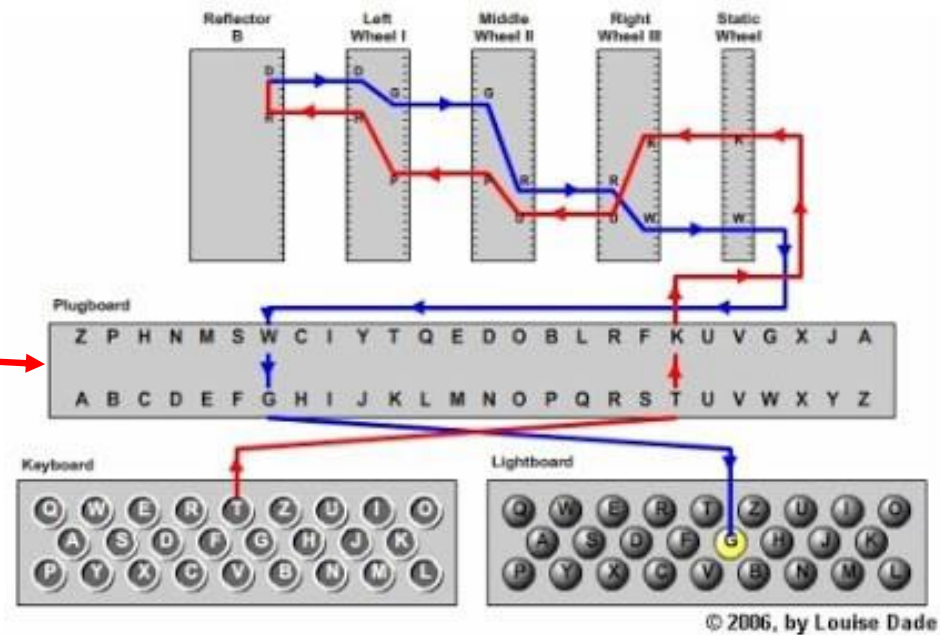 Reflector B
Left Wheel I
Middle Wheel II
Right Wheel III
Static Wheel
D
D
G
G
R
R
W
W
H
H
P
P
K
K
Plugboard
Z P H N M S W C I Y T Q E D O B L R F K U V G X J A
A B C D E F G H I J K L M N O P Q R S T U V W X Y Z
Keyboard
Q W E R T Z U I O
A S D F G H J K
P Y X C V B N M L
Lightboard
Q W E R T Z U I O
A S D F G H J K
P Y X C V B N M L
© 2006, by Louise Dade